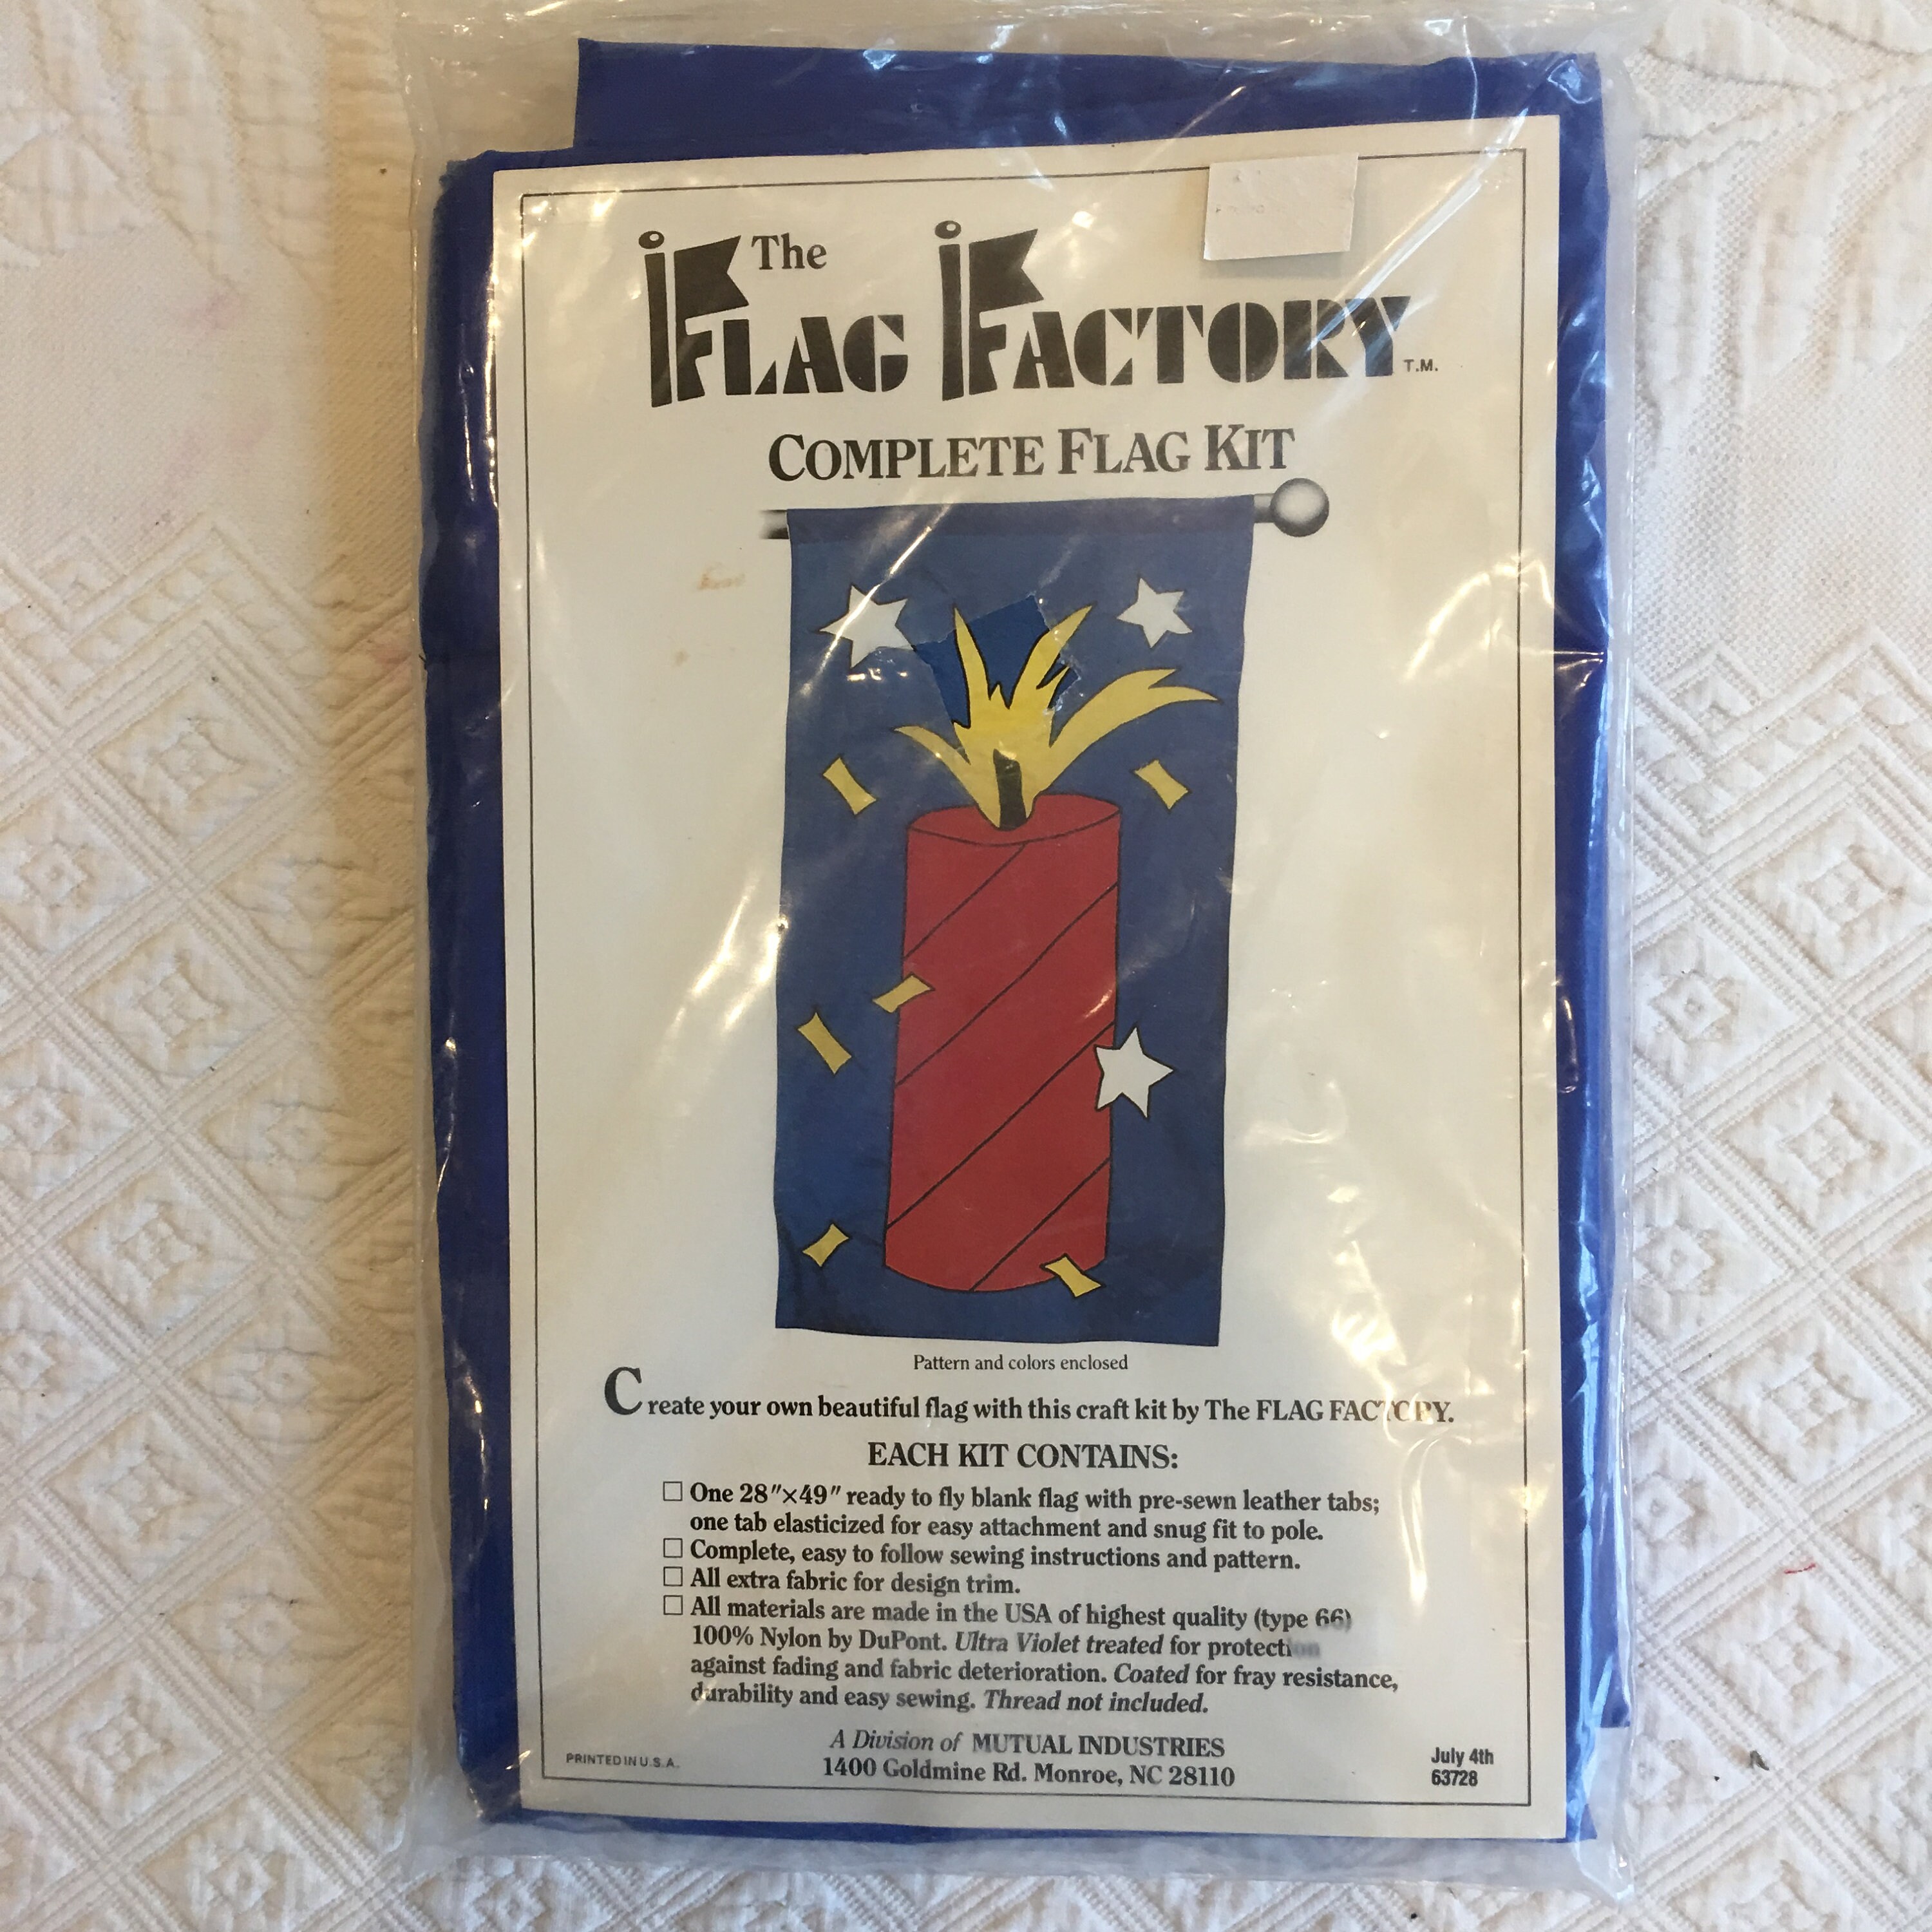 The
FLAG FACTORY T.M.
COMPLETE FLAG KIT
Pattern and colors enclosed
Create your own beautiful flag with this craft kit by The FLAG FACTORY.
EACH KIT CONTAINS:
☐ One 28"×49" ready to fly blank flag with pre-sewn leather tabs;
one tab elasticized for easy attachment and snug fit to pole.
☐ Complete, easy to follow sewing instructions and pattern.
☐ All extra fabric for design trim.
☐ All materials are made in the USA of highest quality (type 66)
100% Nylon by DuPont. Ultra Violet treated for protection
against fading and fabric deterioration. Coated for fray resistance,
durability and easy sewing. Thread not included.
A Division of MUTUAL INDUSTRIES
1400 Goldmine Rd. Monroe, NC 28110
PRINTED IN U.S.A.
July 4th
63728